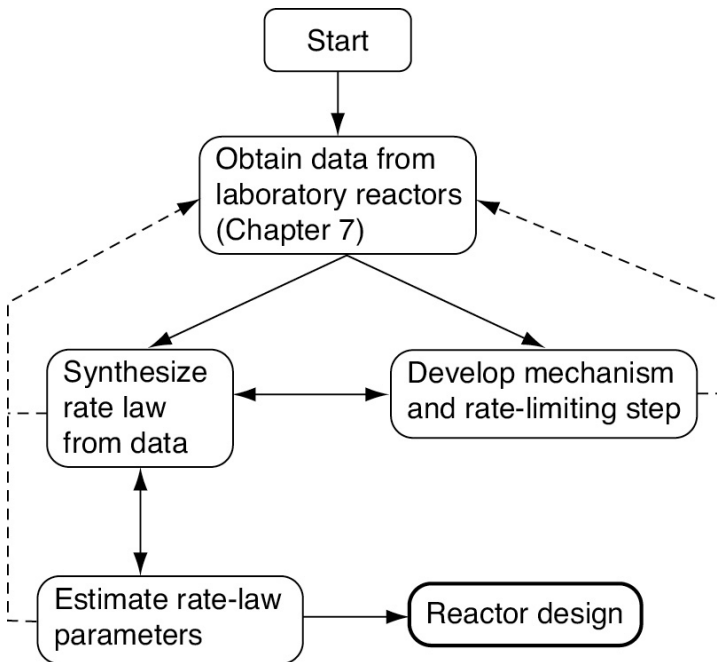 Start
Obtain data from
laboratory reactors
(Chapter 7)
Synthesize
rate law
from data
Develop mechanism
and rate-limiting step
Estimate rate-law
parameters
Reactor design